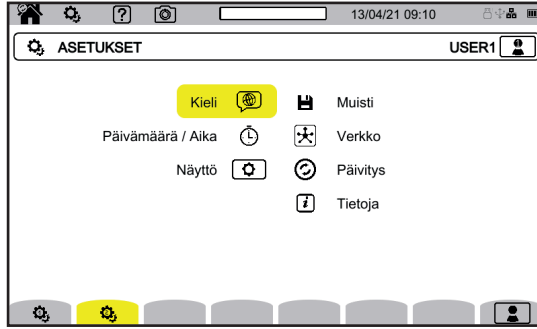 13/04/21 09:10
ASETUKSET USER1
Kieli Muisti
Päivämäärä / Aika Verkko
Näyttö Päivitys
Tietoja